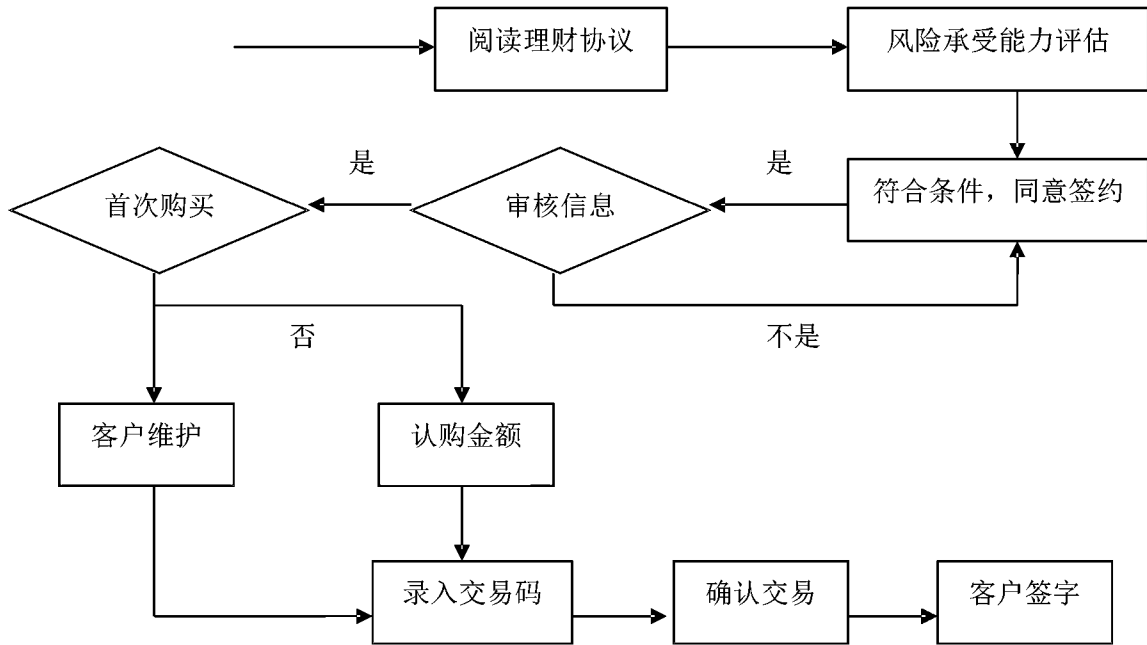 阅读理财协议
风险承受能力评估
首次购买
是
审核信息
是
符合条件，同意签约
否
不是
客户维护
认购金额
录入交易码
确认交易
客户签字